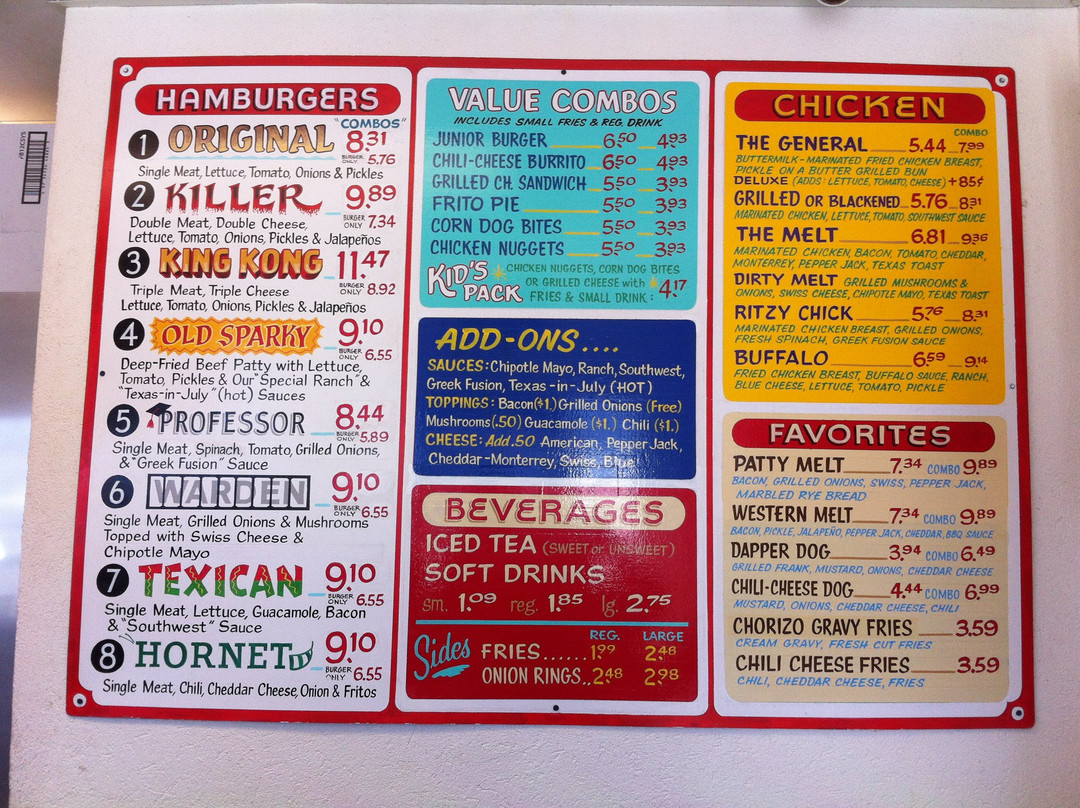 HAMBURGERS
"COMBOS"
1 ORIGINAL 8.31
BURGER ONLY 5.76
Single Meat, Lettuce, Tomato, Onions & Pickles
2 KILLER 9.89
BURGER ONLY 7.34
Double Meat, Double Cheese,
Lettuce, Tomato, Onions, Pickles & Jalapeños
3 KING KONG 11.47
BURGER ONLY 8.92
Triple Meat, Triple Cheese
Lettuce, Tomato, Onions, Pickles & Jalapeños
4 OLD SPARKY 9.10
BURGER ONLY 6.55
Deep-Fried Beef Patty with Lettuce,
Tomato, Pickles & Our "Special Ranch" &
"Texas-in-July" (hot) Sauces
5 PROFESSOR 8.44
BURGER ONLY 5.89
Single Meat, Spinach, Tomato, Grilled Onions,
& "Greek Fusion" Sauce
6 WARDEN 9.10
BURGER ONLY 6.55
Single Meat, Grilled Onions & Mushrooms
Topped with Swiss Cheese &
Chipotle Mayo
7 TEXICAN 9.10
BURGER ONLY 6.55
Single Meat, Lettuce, Guacamole, Bacon
& "Southwest" Sauce
8 HORNET 9.10
BURGER ONLY 6.55
Single Meat, Chili, Cheddar Cheese, Onion & Fritos
VALUE COMBOS
INCLUDES SMALL FRIES & REG. DRINK
JUNIOR BURGER 6.50 4.93
CHILI-CHEESE BURRITO 6.50 4.93
GRILLED CH. SANDWICH 5.50 3.93
FRITO PIE 5.50 3.93
CORN DOG BITES 5.50 3.93
CHICKEN NUGGETS 5.50 3.93
KID'S PACK
CHICKEN NUGGETS, CORN DOG BITES
OR GRILLED CHEESE with
FRIES & SMALL DRINK: 4.17
ADD-ONS....
SAUCES: Chipotle Mayo, Ranch, Southwest,
Greek Fusion, Texas-in-July (HOT)
TOPPINGS: Bacon ($1.) Grilled Onions (Free)
Mushrooms (.50) Guacamole ($1.) Chili ($1.)
CHEESE: Add .50 American, Pepper Jack,
Cheddar-Monterrey, Swiss, Blue
BEVERAGES
ICED TEA (SWEET or UNSWEET)
SOFT DRINKS
sm. 1.09 reg. 1.85 lg. 2.75
Sides
REG. LARGE
FRIES...... 1.99 2.48
ONION RINGS.. 2.48 2.98
CHICKEN
COMBO
THE GENERAL 5.44 7.99
BUTTERMILK-MARINATED FRIED CHICKEN BREAST,
PICKLE ON A BUTTER GRILLED BUN
DELUXE (ADDS: LETTUCE, TOMATO, CHEESE) +85¢
GRILLED OR BLACKENED 5.76 8.31
MARINATED CHICKEN, LETTUCE, TOMATO, SOUTHWEST SAUCE
THE MELT 6.81 9.36
MARINATED CHICKEN, BACON, TOMATO, CHEDDAR,
MONTERREY, PEPPER JACK, TEXAS TOAST
DIRTY MELT GRILLED MUSHROOMS &
ONIONS, SWISS CHEESE, CHIPOTLE MAYO, TEXAS TOAST
RITZY CHICK 5.76 8.31
MARINATED CHICKEN BREAST, GRILLED ONIONS,
FRESH SPINACH, GREEK FUSION SAUCE
BUFFALO 6.59 9.14
FRIED CHICKEN BREAST, BUFFALO SAUCE, RANCH,
BLUE CHEESE, LETTUCE, TOMATO, PICKLE
FAVORITES
PATTY MELT 7.34 COMBO 9.89
BACON, GRILLED ONIONS, SWISS, PEPPER JACK,
MARBLED RYE BREAD
WESTERN MELT 7.34 COMBO 9.89
BACON, PICKLE, JALAPEÑO, PEPPER JACK, CHEDDAR, BBQ SAUCE
DAPPER DOG 3.94 COMBO 6.49
GRILLED FRANK, MUSTARD, ONIONS, CHEDDAR CHEESE
CHILI-CHEESE DOG 4.44 COMBO 6.99
MUSTARD, ONIONS, CHEDDAR CHEESE, CHILI
CHORIZO GRAVY FRIES 3.59
CREAM GRAVY, FRESH CUT FRIES
CHILI CHEESE FRIES 3.59
CHILI, CHEDDAR CHEESE, FRIES